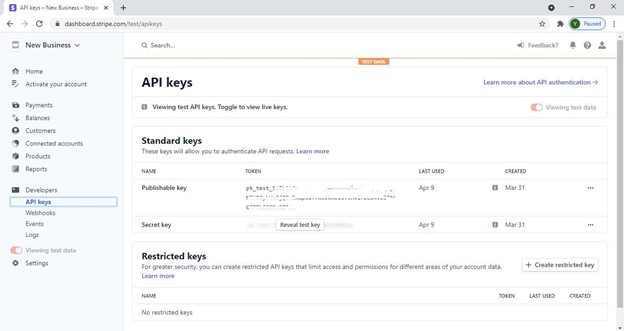 API keys – New Business – Stripe
dashboard.stripe.com/test/apikeys
Y Paused
New Business
Search...
Feedback?
TEST DATA
Home
Activate your account
Payments
Balances
Customers
Connected accounts
Products
Reports
Developers
API keys
Webhooks
Events
Logs
Viewing test data
Settings
API keys
Learn more about API authentication →
Viewing test API keys. Toggle to view live keys.
Viewing test data
Standard keys
These keys will allow you to authenticate API requests. Learn more
NAME TOKEN LAST USED CREATED
Publishable key pk_test_ Apr 9 Mar 31
Secret key Reveal test key Apr 9 Mar 31
Restricted keys
For greater security, you can create restricted API keys that limit access and permissions for different areas of your account data.
Learn more
+ Create restricted key
NAME TOKEN LAST USED CREATED
No restricted keys